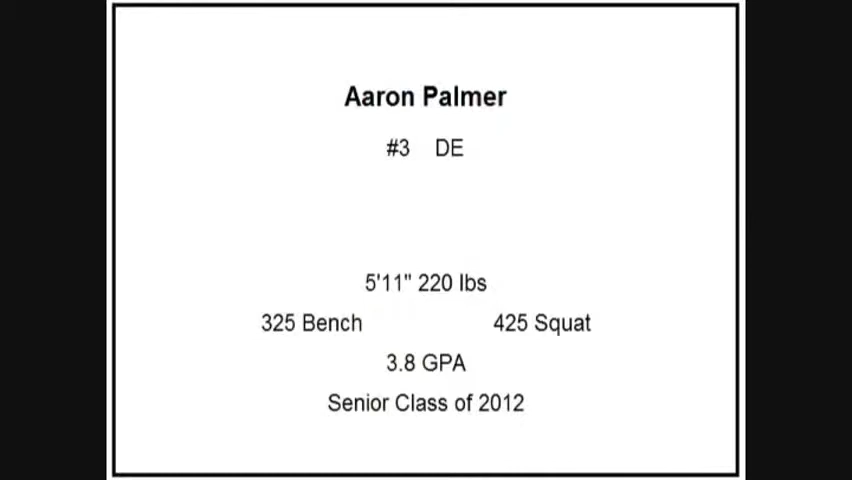 Aaron Palmer
#3 DE
5'11" 220 lbs
325 Bench 425 Squat
3.8 GPA
Senior Class of 2012